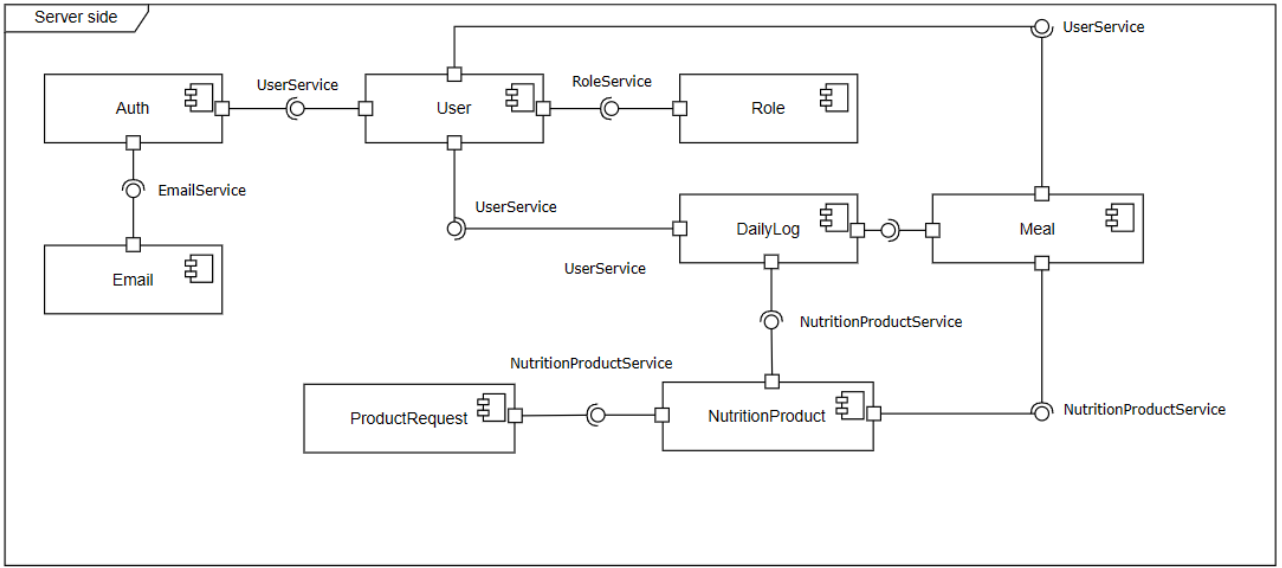 Server side
UserService
UserService
RoleService
Auth
User
Role
EmailService
UserService
DailyLog
Meal
UserService
Email
NutritionProductService
NutritionProductService
NutritionProductService
ProductRequest
NutritionProduct